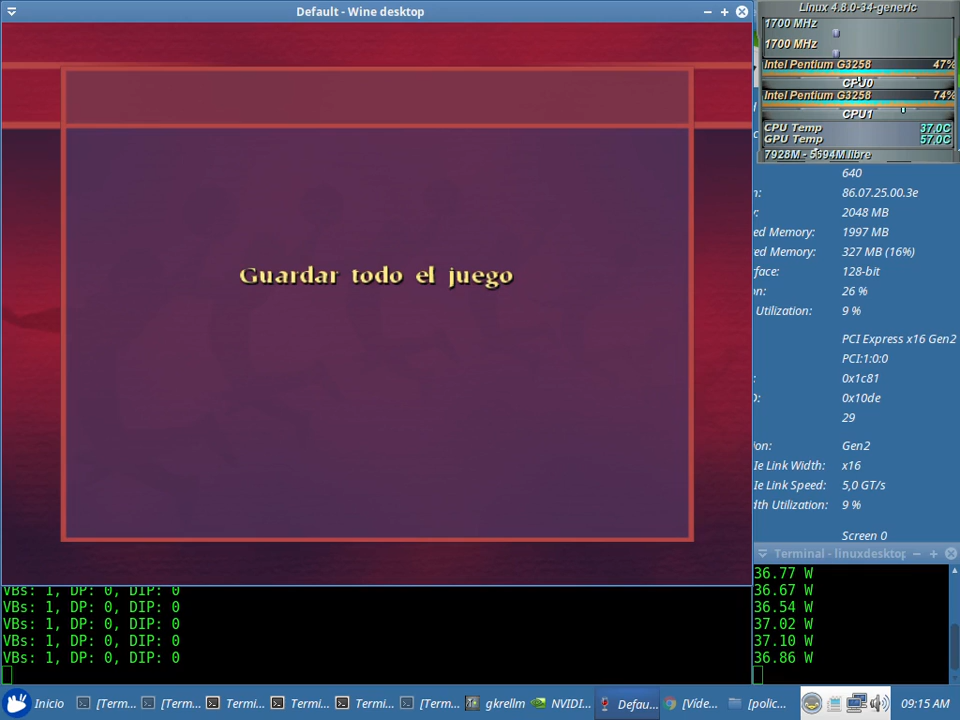 Default - Wine desktop
Guardar todo el juego
VBs: 1, DP: 0, DIP: 0
VBs: 1, DP: 0, DIP: 0
VBs: 1, DP: 0, DIP: 0
VBs: 1, DP: 0, DIP: 0
VBs: 1, DP: 0, DIP: 0
Linux 4.8.0-34-generic
1700 MHz
1700 MHz
Intel Pentium G3258 47%
CPU0
Intel Pentium G3258 74%
CPU1
CPU Temp 37.0C
GPU Temp 57.0C
7928M - 5594M libre
640
86.07.25.00.3e
2048 MB
ed Memory: 1997 MB
ed Memory: 327 MB (16%)
rface: 128-bit
on: 26 %
Utilization: 9 %
PCI Express x16 Gen2
PCI:1:0:0
0x1c81
0x10de
29
ion: Gen2
Ie Link Width: x16
Ie Link Speed: 5,0 GT/s
dth Utilization: 9 %
Screen 0
Terminal - linuxdesktop
36.77 W
36.67 W
36.54 W
37.02 W
37.10 W
36.86 W
Inicio [Term... [Term... Termi... Termi... Termi... [Term... gkrellm NVIDI... Defau... [Víde... [polic... 09:15 AM